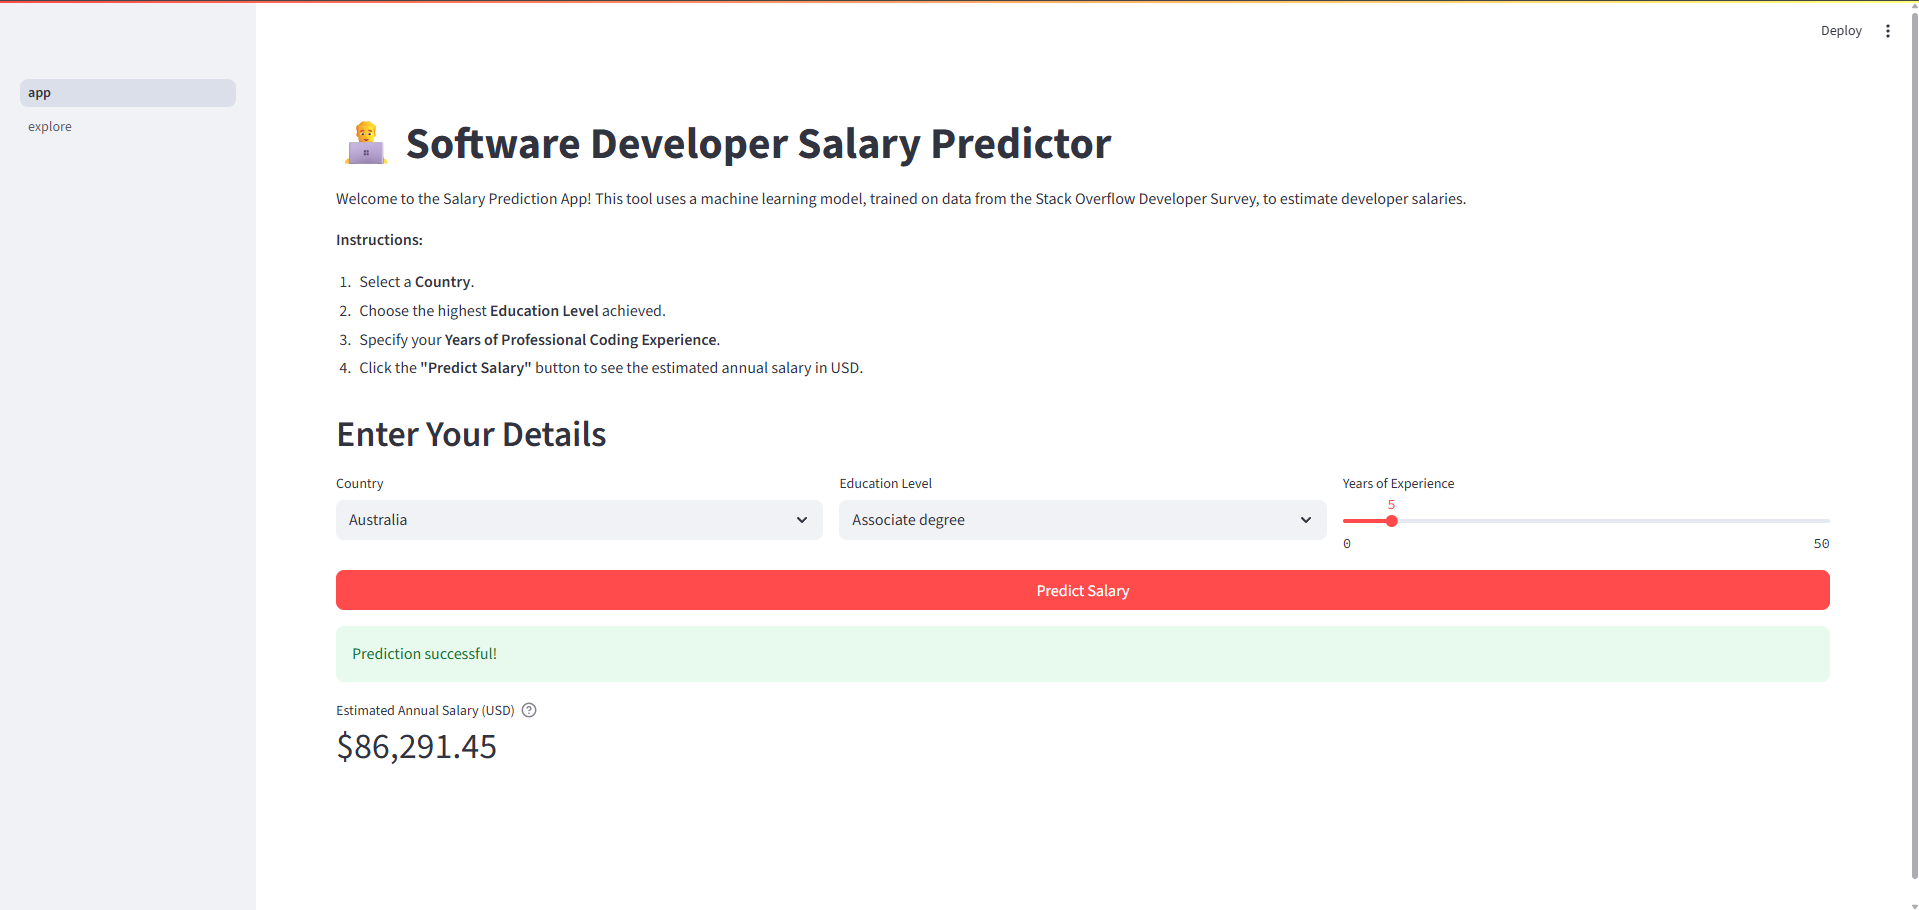 Deploy
app
explore
Software Developer Salary Predictor
Welcome to the Salary Prediction App! This tool uses a machine learning model, trained on data from the Stack Overflow Developer Survey, to estimate developer salaries.
Instructions:
1. Select a Country.
2. Choose the highest Education Level achieved.
3. Specify your Years of Professional Coding Experience.
4. Click the "Predict Salary" button to see the estimated annual salary in USD.
Enter Your Details
Country Education Level Years of Experience
5
Australia Associate degree
0 50
Predict Salary
Prediction successful!
Estimated Annual Salary (USD)
$86,291.45